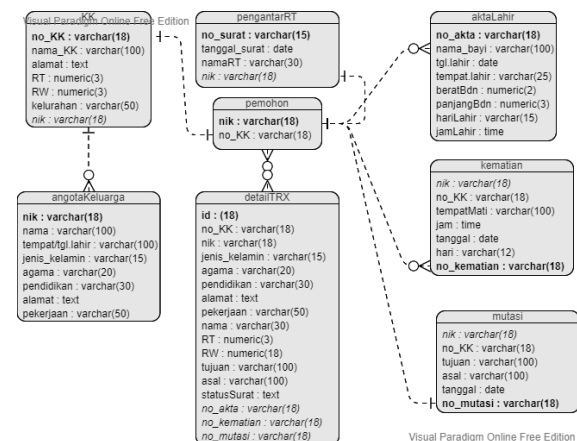 Visual Paradigm Online Free Edition
KK
no_KK : varchar(18)
nama_KK : varchar(100)
alamat : text
RT : numeric(3)
RW : numeric(3)
kelurahan : varchar(50)
nik : varchar(18)
pengantarRT
no_surat : varchar(15)
tanggal_surat : date
namaRT : varchar(30)
nik : varchar(18)
aktaLahir
no_akta : varchar(18)
nama_bayi : varchar(100)
tgl.lahir : date
tempat.lahir : varchar(25)
beratBdn : numeric(2)
panjangBdn : numeric(3)
hariLahir : varchar(15)
jamLahir : time
pemohon
nik : varchar(18)
no_KK : varchar(18)
angotaKeluarga
nik : varchar(18)
nama : varchar(100)
tempat/tgl.lahir : varchar(100)
jenis_kelamin : varchar(15)
agama : varchar(20)
pendidikan : varchar(30)
alamat : text
pekerjaan : varchar(50)
detailTRX
id : (18)
no_KK : varchar(18)
nik : varchar(18)
jenis_kelamin : varchar(15)
agama : varchar(20)
pendidikan : varchar(30)
alamat : text
pekerjaan : varchar(50)
nama : varchar(30)
RT : numeric(3)
RW : numeric(18)
tujuan : varchar(100)
asal : varchar(100)
statusSurat : text
no_akta : varchar(18)
no_kematian : varchar(18)
no_mutasi : varchar(18)
kematian
nik : varchar(18)
no_KK : varchar(18)
tempatMati : varchar(100)
jam : time
tanggal : date
hari : varchar(12)
no_kematian : varchar(18)
mutasi
nik : varchar(18)
no_KK : varchar(18)
tujuan : varchar(100)
asal : varchar(100)
tanggal : date
no_mutasi : varchar(18)
Visual Paradigm Online Free Edition